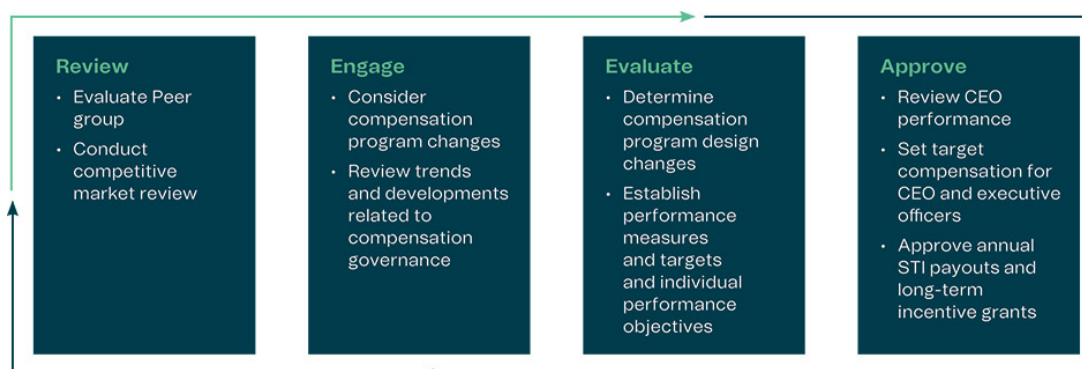 Review
• Evaluate Peer
group
• Conduct
competitive
market review
Engage
• Consider
compensation
program changes
• Review trends
and developments
related to
compensation
governance
Evaluate
• Determine
compensation
program design
changes
• Establish
performance
measures
and targets
and individual
performance
objectives
Approve
• Review CEO
performance
• Set target
compensation for
CEO and executive
officers
• Approve annual
STI payouts and
long-term
incentive grants